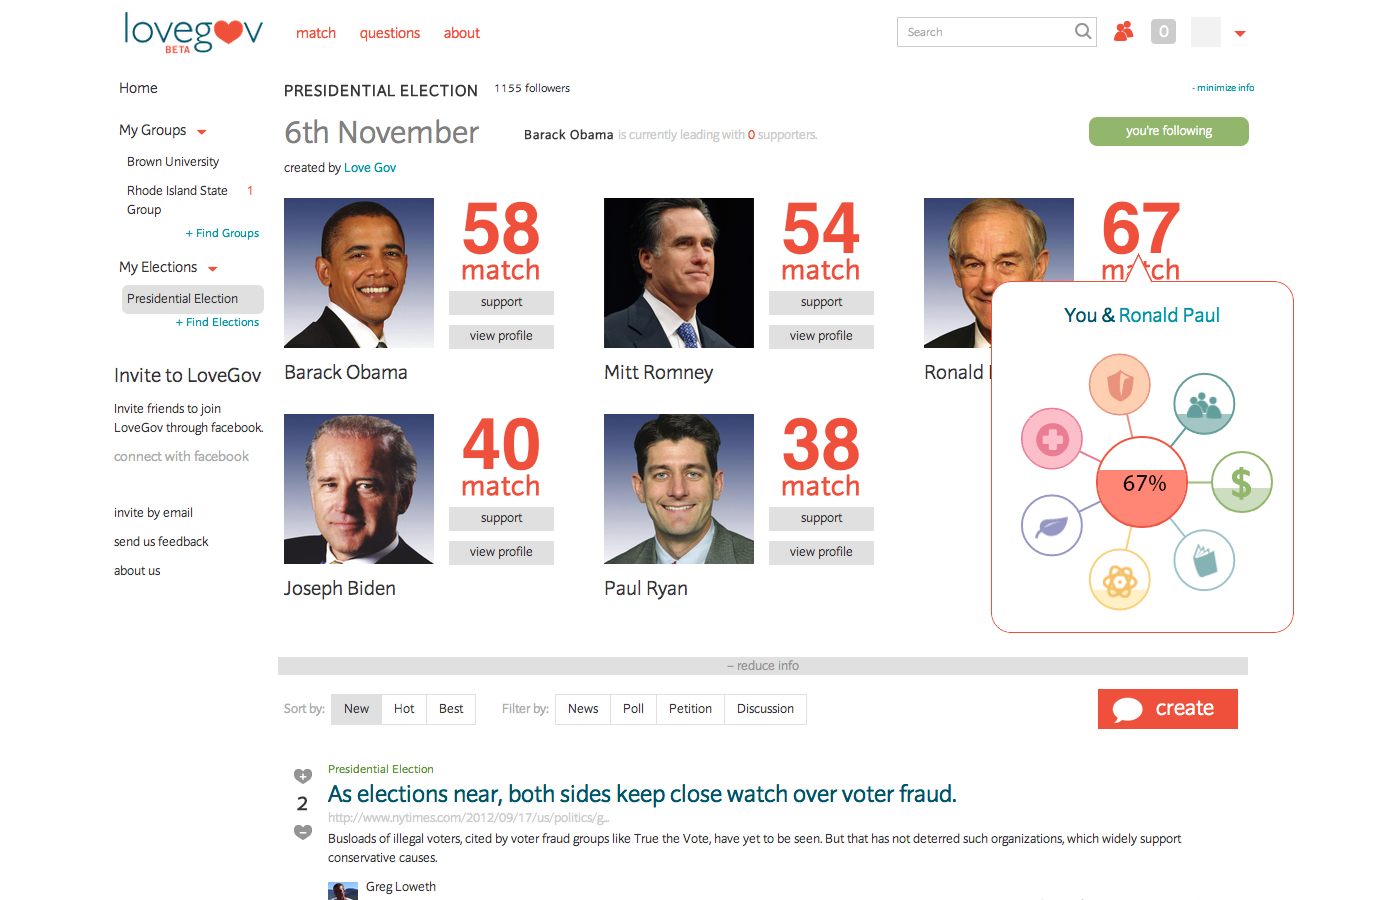 lovegov
BETA
match questions about
Search
0
Home
My Groups
Brown University
Rhode Island State
Group
1
+ Find Groups
My Elections
Presidential Election
+ Find Elections
Invite to LoveGov
Invite friends to join
LoveGov through facebook.
connect with facebook
invite by email
send us feedback
about us
PRESIDENTIAL ELECTION 1155 followers
- minimize info
6th November
Barack Obama is currently leading with 0 supporters.
you're following
created by Love Gov
58
match
support
view profile
Barack Obama
54
match
support
view profile
Mitt Romney
67
match
Ronald
You & Ronald Paul
67%
$
40
match
support
view profile
Joseph Biden
38
match
support
view profile
Paul Ryan
– reduce info
Sort by: New Hot Best
Filter by: News Poll Petition Discussion
create
Presidential Election
2
As elections near, both sides keep close watch over voter fraud.
http://www.nytimes.com/2012/09/17/us/politics/g...
Busloads of illegal voters, cited by voter fraud groups like True the Vote, have yet to be seen. But that has not deterred such organizations, which widely support
conservative causes.
Greg Loweth